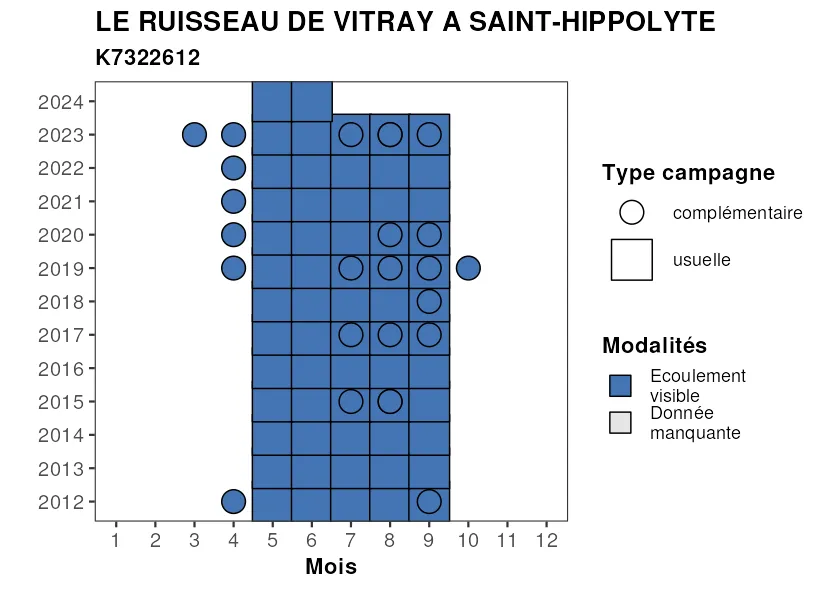 LE RUISSEAU DE VITRAY A SAINT-HIPPOLYTE
K7322612
2024
2023
2022
2021
2020
2019
2018
2017
2016
2015
2014
2013
2012
1 2 3 4 5 6 7 8 9 10 11 12
Mois
Type campagne
complémentaire
usuelle
Modalités
Ecoulement
visible
Donnée
manquante